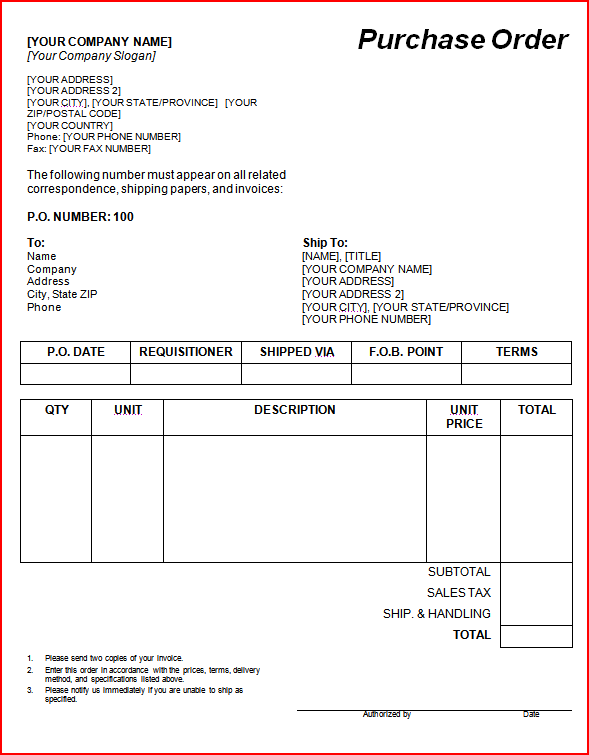 Purchase Order
[YOUR COMPANY NAME]
[Your Company Slogan]
[YOUR ADDRESS]
[YOUR ADDRESS 2]
[YOUR CITY], [YOUR STATE/PROVINCE] [YOUR
ZIP/POSTAL CODE]
[YOUR COUNTRY]
Phone: [YOUR PHONE NUMBER]
Fax: [YOUR FAX NUMBER]
The following number must appear on all related
correspondence, shipping papers, and invoices:
P.O. NUMBER: 100
To:
Name
Company
Address
City, State ZIP
Phone
Ship To:
[NAME], [TITLE]
[YOUR COMPANY NAME]
[YOUR ADDRESS]
[YOUR ADDRESS 2]
[YOUR CITY], [YOUR STATE/PROVINCE]
[YOUR PHONE NUMBER]
P.O. DATE REQUISITIONER SHIPPED VIA F.O.B. POINT TERMS
QTY UNIT DESCRIPTION UNIT PRICE TOTAL
SUBTOTAL
SALES TAX
SHIP. & HANDLING
TOTAL
1. Please send two copies of your invoice.
2. Enter this order in accordance with the prices, terms, delivery
method, and specifications listed above.
3. Please notify us immediately if you are unable to ship as
specified.
Authorized by Date